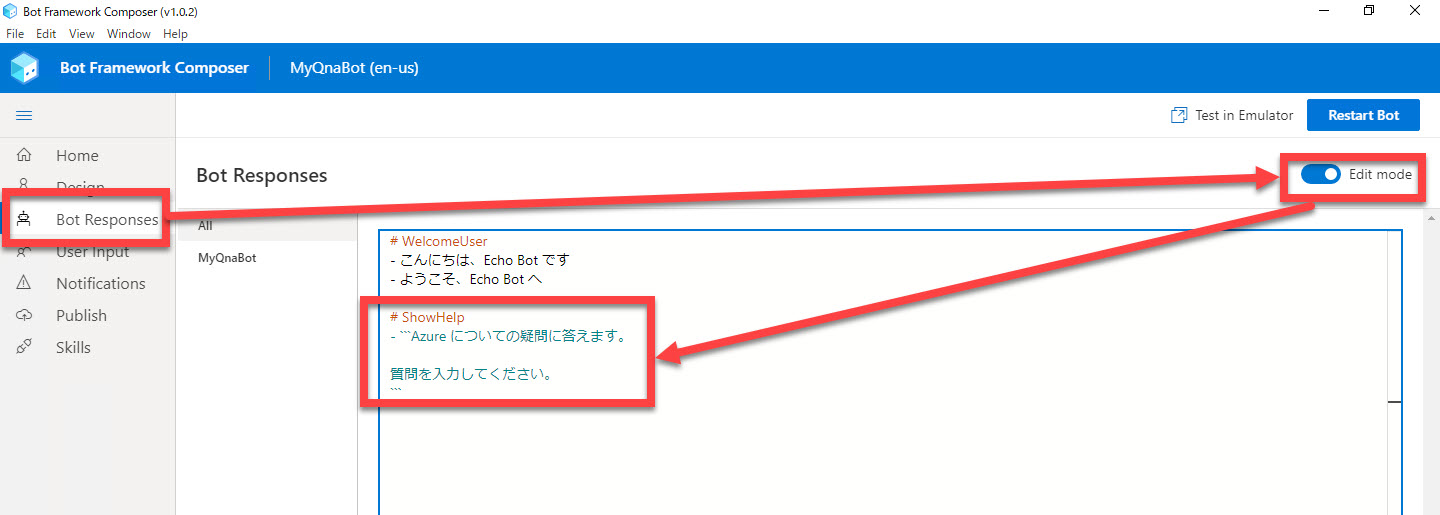 Bot Framework Composer (v1.0.2)
File Edit View Window Help
Bot Framework Composer MyQnaBot (en-us)
Test in Emulator Restart Bot
Home
Design
Bot Responses
User Input
Notifications
Publish
Skills
Bot Responses
Edit mode
All
MyQnaBot
# WelcomeUser
- こんにちは、Echo Bot です
- ようこそ、Echo Bot へ
# ShowHelp
- ```Azure についての疑問に答えます。
質問を入力してください。
```